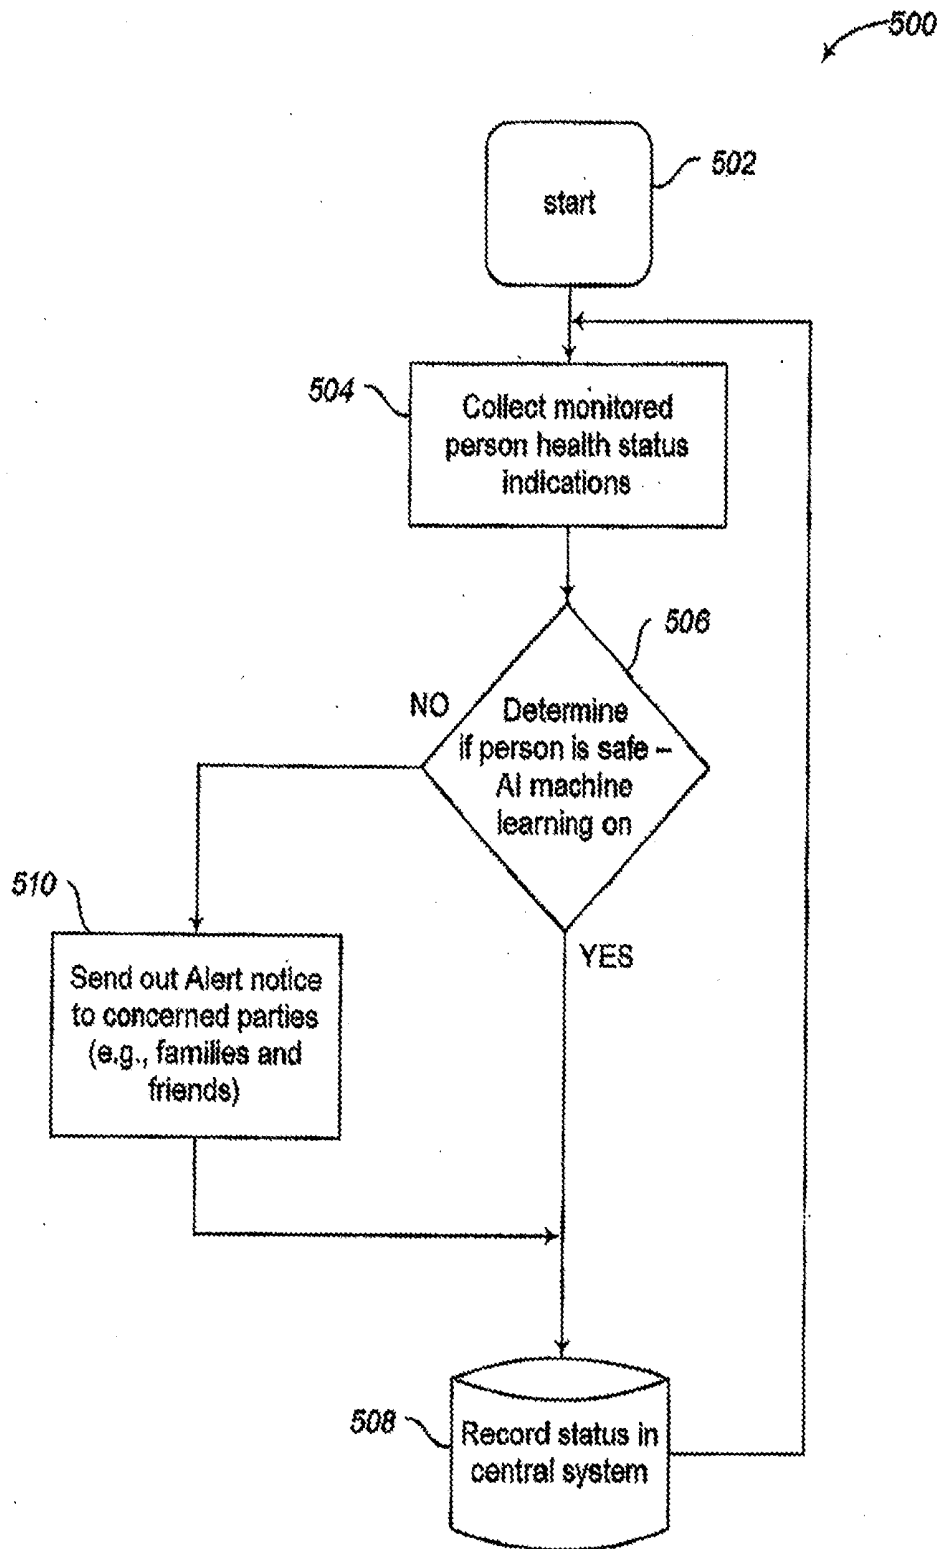 500
502
start
504
Collect monitored
person health status
indications
506
NO
Determine
if person is safe –
AI machine
learning on
510
YES
Send out Alert notice
to concerned parties
(e.g., families and
friends)
508
Record status in
central system